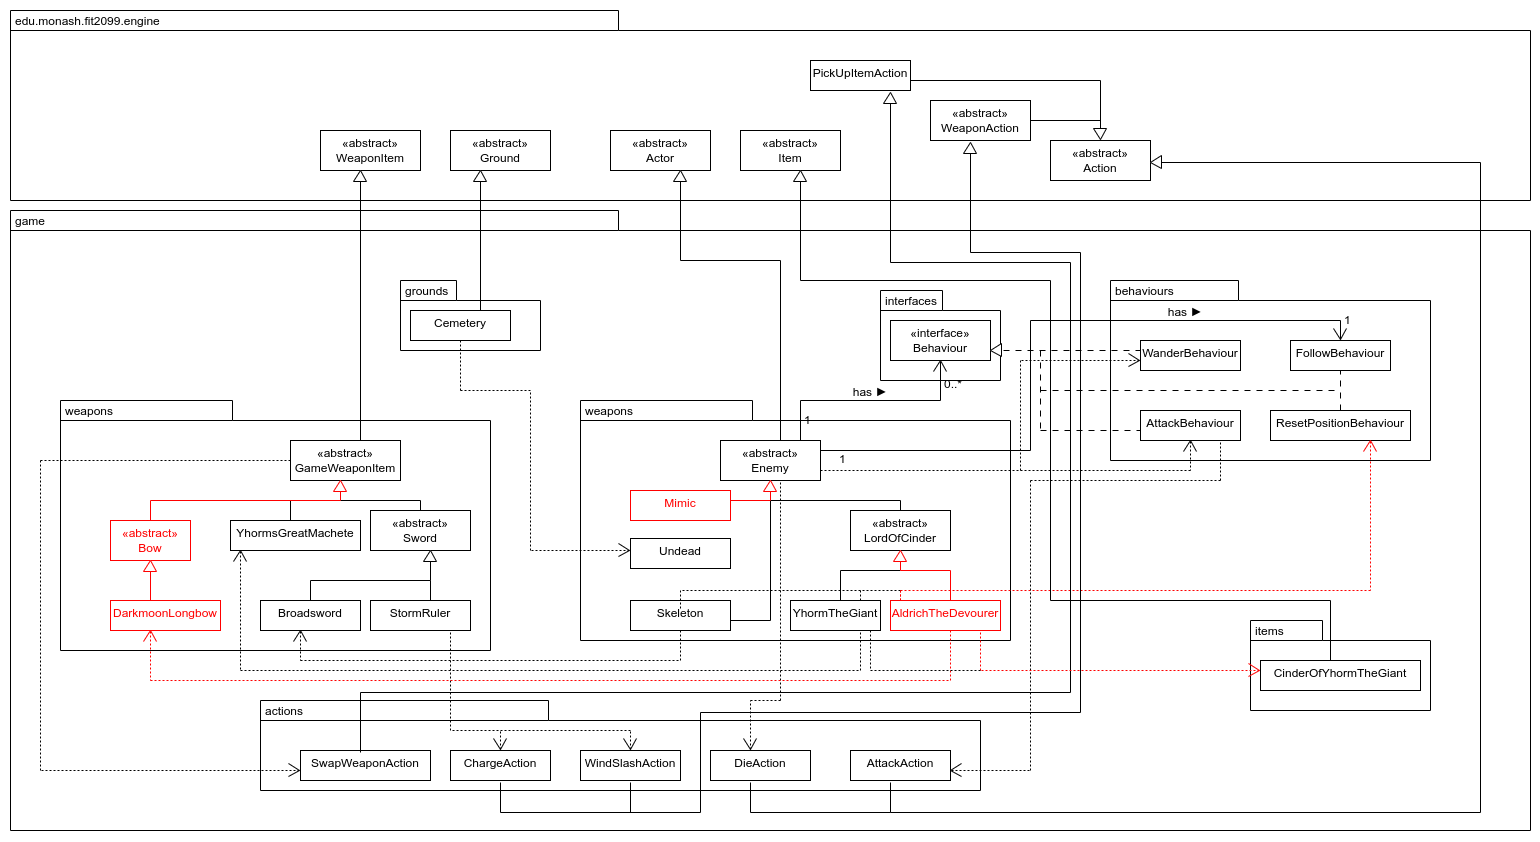 edu.monash.fit2099.engine
PickUpItemAction
«abstract»
WeaponAction
«abstract»
WeaponItem
«abstract»
Ground
«abstract»
Actor
«abstract»
Item
«abstract»
Action
game
grounds
Cemetery
interfaces
«interface»
Behaviour
0..*
has ►
1
behaviours
has ►
1
WanderBehaviour
FollowBehaviour
AttackBehaviour
ResetPositionBehaviour
weapons
«abstract»
GameWeaponItem
«abstract»
Bow
YhormsGreatMachete
«abstract»
Sword
DarkmoonLongbow
Broadsword
StormRuler
weapons
«abstract»
Enemy
1
Mimic
«abstract»
LordOfCinder
Undead
Skeleton
YhormTheGiant
AldrichTheDevourer
items
CinderOfYhormTheGiant
actions
SwapWeaponAction
ChargeAction
WindSlashAction
DieAction
AttackAction